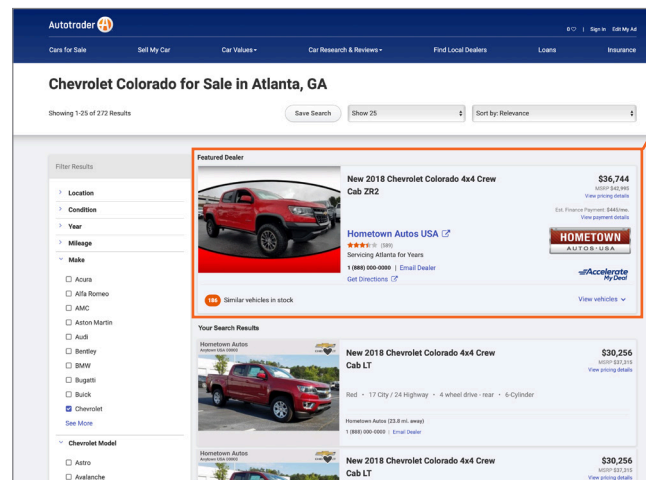 Autotrader
0 | Sign in Edit My Ad
Cars for Sale Sell My Car Car Values Car Research & Reviews Find Local Dealers Loans Insurance
Chevrolet Colorado for Sale in Atlanta, GA
Showing 1-25 of 272 Results Save Search Show 25 Sort by: Relevance
Filter Results
Location
Condition
Year
Mileage
Make
Acura
Alfa Romeo
AMC
Aston Martin
Audi
Bentley
BMW
Bugatti
Buick
Chevrolet
See More
Chevrolet Model
Astro
Avalanche
Featured Dealer
New 2018 Chevrolet Colorado 4x4 Crew
Cab ZR2
$36,744
MSRP $42,995
View pricing details
Est. Finance Payment: $445/mo.
View payment details
Hometown Autos USA
(589)
Servicing Atlanta for Years
1 (888) 000-0000 | Email Dealer
Get Directions
HOMETOWN
AUTOS·USA
Accelerate
My Deal
186 Similar vehicles in stock View vehicles
Your Search Results
Hometown Autos
Anytown USA 00000
New 2018 Chevrolet Colorado 4x4 Crew
Cab LT
$30,256
MSRP $37,315
View pricing details
Red • 17 City / 24 Highway • 4 wheel drive - rear • 6-Cylinder
Hometown Autos (23.8 mi. away)
1 (888) 000-0000 | Email Dealer
Hometown Autos
Anytown USA 00000
New 2018 Chevrolet Colorado 4x4 Crew
Cab LT
$30,256
MSRP $37,315
View pricing details